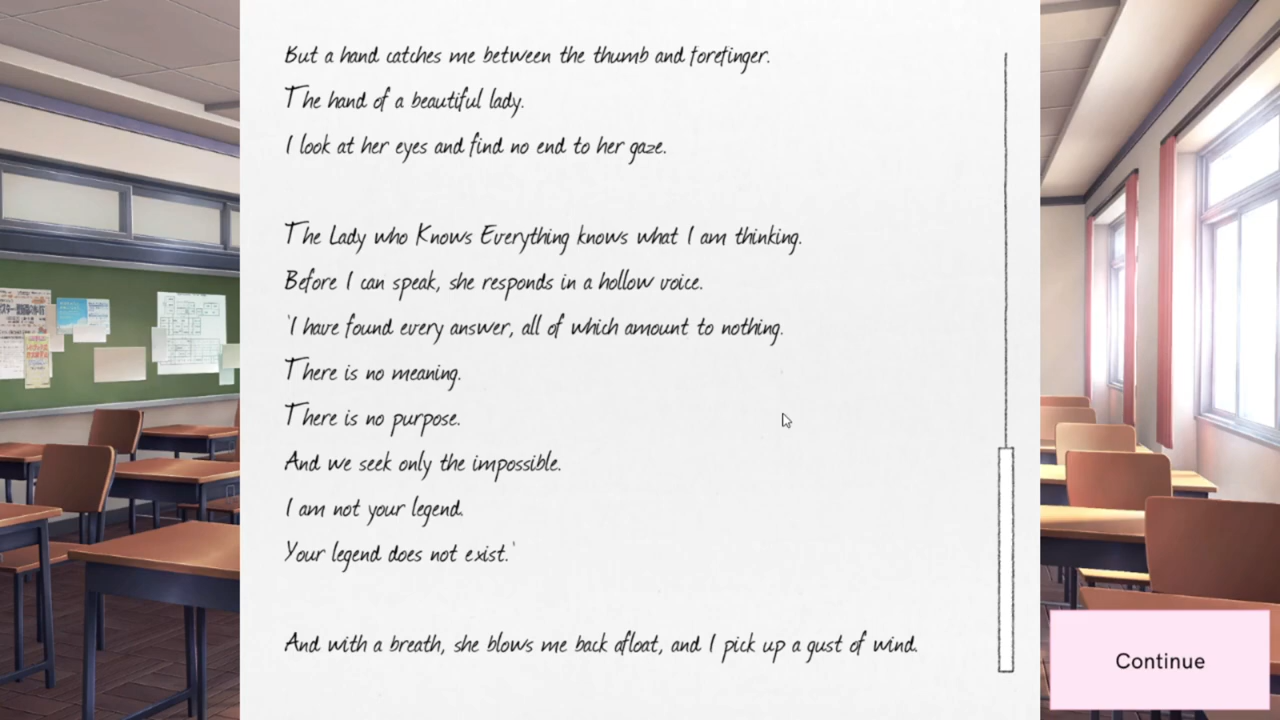 But a hand catches me between the thumb and forefinger.
The hand of a beautiful lady.
I look at her eyes and find no end to her gaze.
The Lady who Knows Everything knows what I am thinking.
Before I can speak, she responds in a hollow voice.
'I have found every answer, all of which amount to nothing.
There is no meaning.
There is no purpose.
And we seek only the impossible.
I am not your legend.
Your legend does not exist.'
And with a breath, she blows me back afloat, and I pick up a gust of wind.
Continue